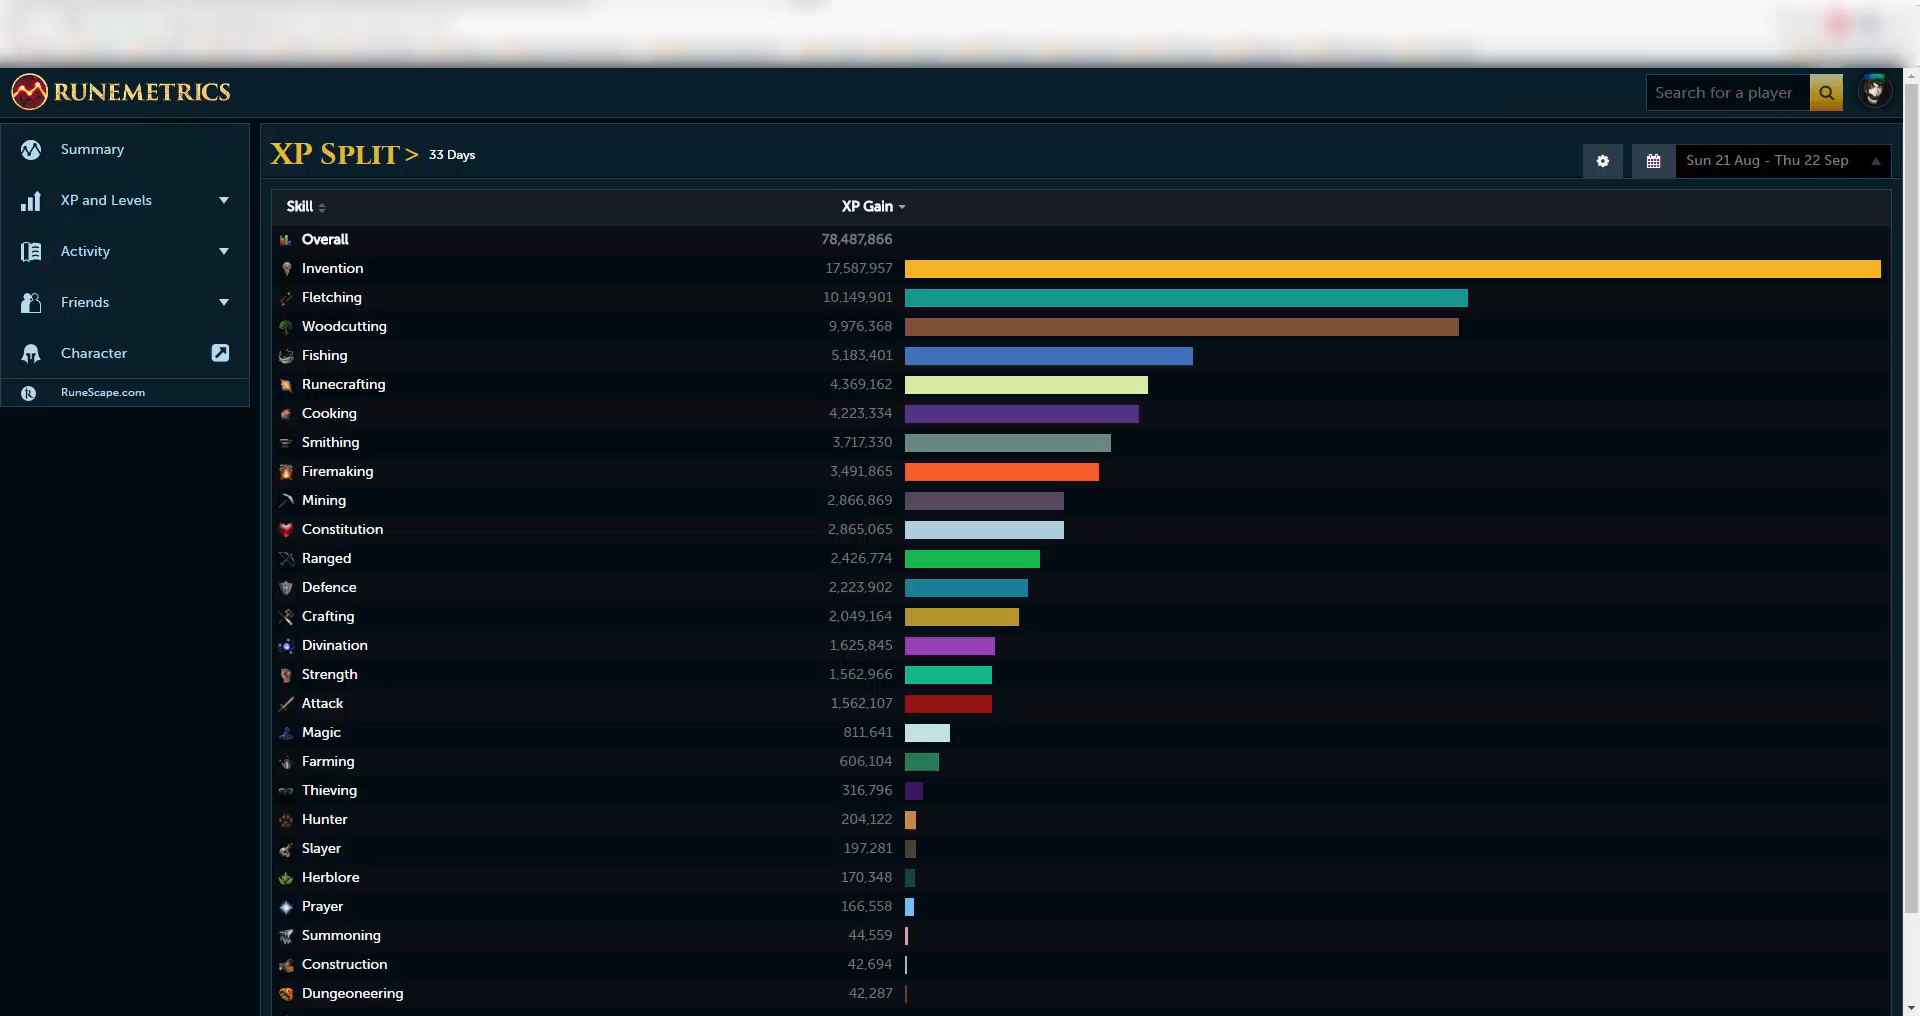 RUNEMETRICS
Search for a player
Summary
XP and Levels
Activity
Friends
Character
RuneScape.com
XP SPLIT > 33 Days
Sun 21 Aug - Thu 22 Sep
Skill XP Gain
Overall 78,487,866
Invention 17,587,957
Fletching 10,149,901
Woodcutting 9,976,368
Fishing 5,183,401
Runecrafting 4,369,162
Cooking 4,223,334
Smithing 3,717,330
Firemaking 3,491,865
Mining 2,866,869
Constitution 2,865,065
Ranged 2,426,774
Defence 2,223,902
Crafting 2,049,164
Divination 1,625,845
Strength 1,562,966
Attack 1,562,107
Magic 811,641
Farming 606,104
Thieving 316,796
Hunter 204,122
Slayer 197,281
Herblore 170,348
Prayer 166,558
Summoning 44,559
Construction 42,694
Dungeoneering 42,287